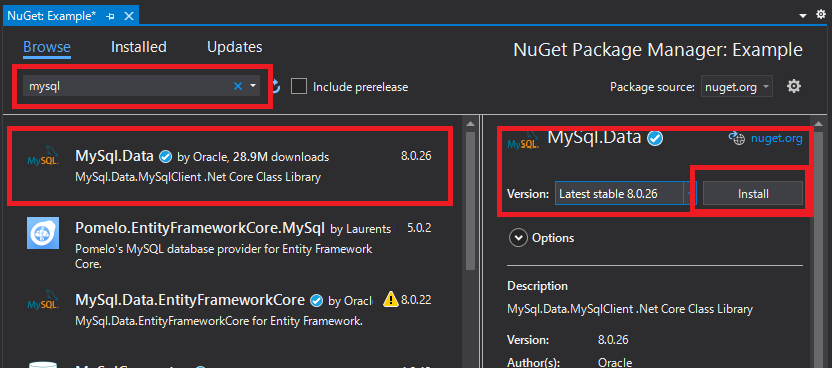 NuGet: Example*
Browse Installed Updates
NuGet Package Manager: Example
mysql
Include prerelease
Package source: nuget.org
MySQL.
MySql.Data by Oracle, 28.9M downloads 8.0.26
MySql.Data.MySqlClient .Net Core Class Library
Pomelo.EntityFrameworkCore.MySql by Laurents 5.0.2
Pomelo's MySQL database provider for Entity Framework
Core.
MySQL.
MySql.Data.EntityFrameworkCore by Oracle 8.0.22
MySql.Data.EntityFrameworkCore for Entity Framework.
MySQL.
MySql.Data
nuget.org
Version: Latest stable 8.0.26 Install
Options
Description
MySql.Data.MySqlClient .Net Core Class Library
Version: 8.0.26
Author(s): Oracle